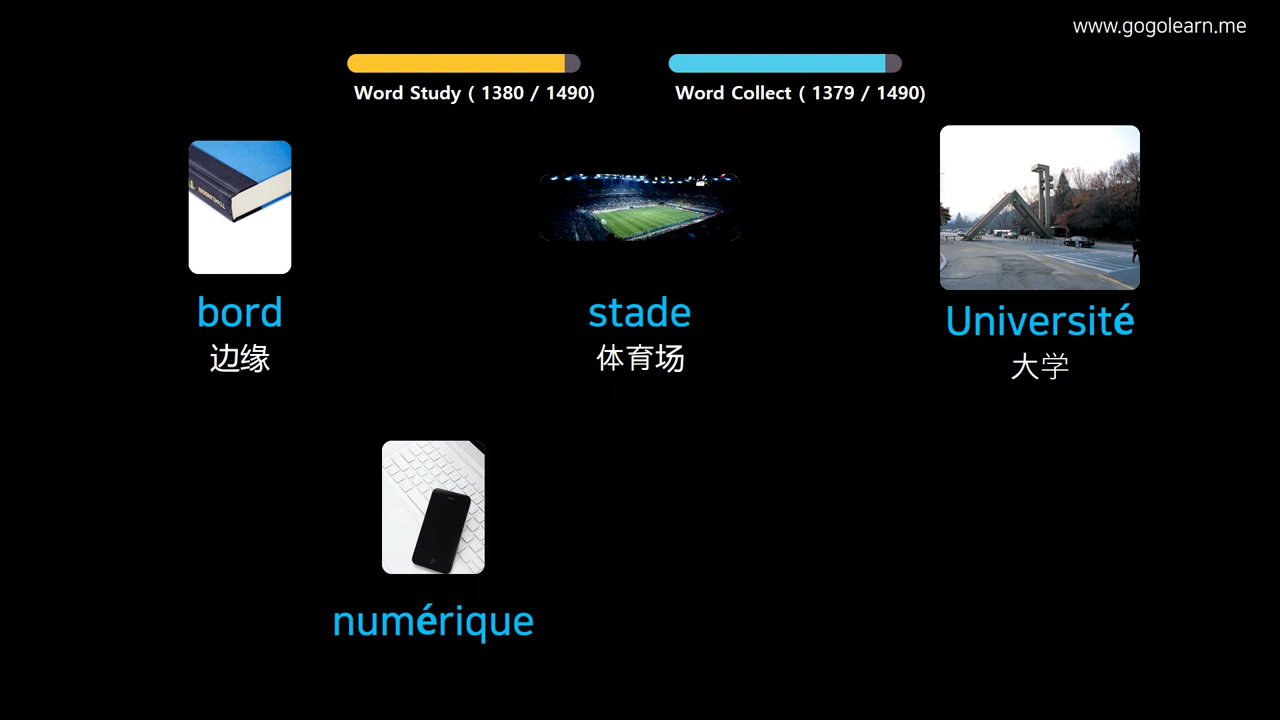 www.gogolearn.me
Word Study ( 1380 / 1490)
Word Collect ( 1379 / 1490)
TOMLINSON
bord
边缘
stade
体育场
Université
大学
numérique